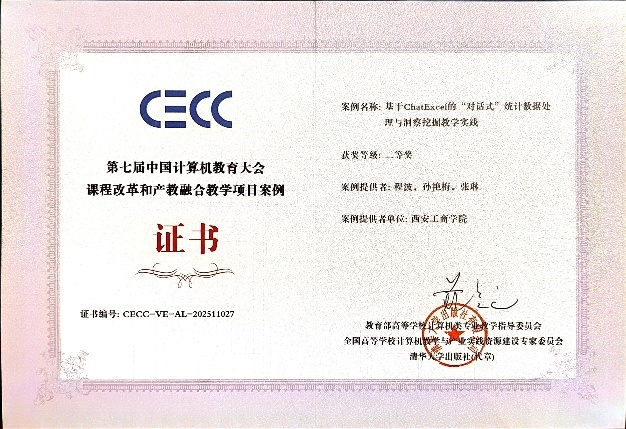 CECC
第七届中国计算机教育大会
课程改革和产教融合教学项目案例
证书
证书编号: CECC-VE-AL-202511027
案例名称: 基于ChatExcel的“对话式”统计数据处
理与洞察挖掘教学实践
获奖等级: 二等奖
案例提供者: 程波、孙艳梅、张琳
案例提供者单位: 西安工商学院
教育部高等学校计算机类专业教学指导委员会
全国高等学校计算机教学与产业实践资源建设专家委员会
清华大学出版社(代章)